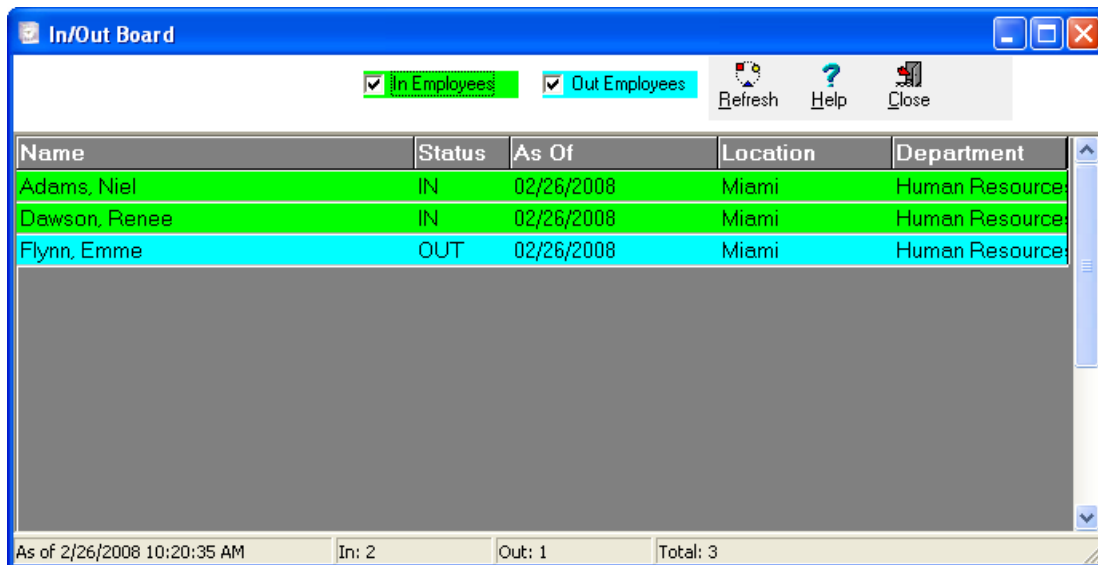 In/Out Board
In Employees Out Employees Refresh Help Close
Name Status As Of Location Department
Adams, Niel IN 02/26/2008 Miami Human Resources
Dawson, Renee IN 02/26/2008 Miami Human Resources
Flynn, Emme OUT 02/26/2008 Miami Human Resources
As of 2/26/2008 10:20:35 AM In: 2 Out: 1 Total: 3